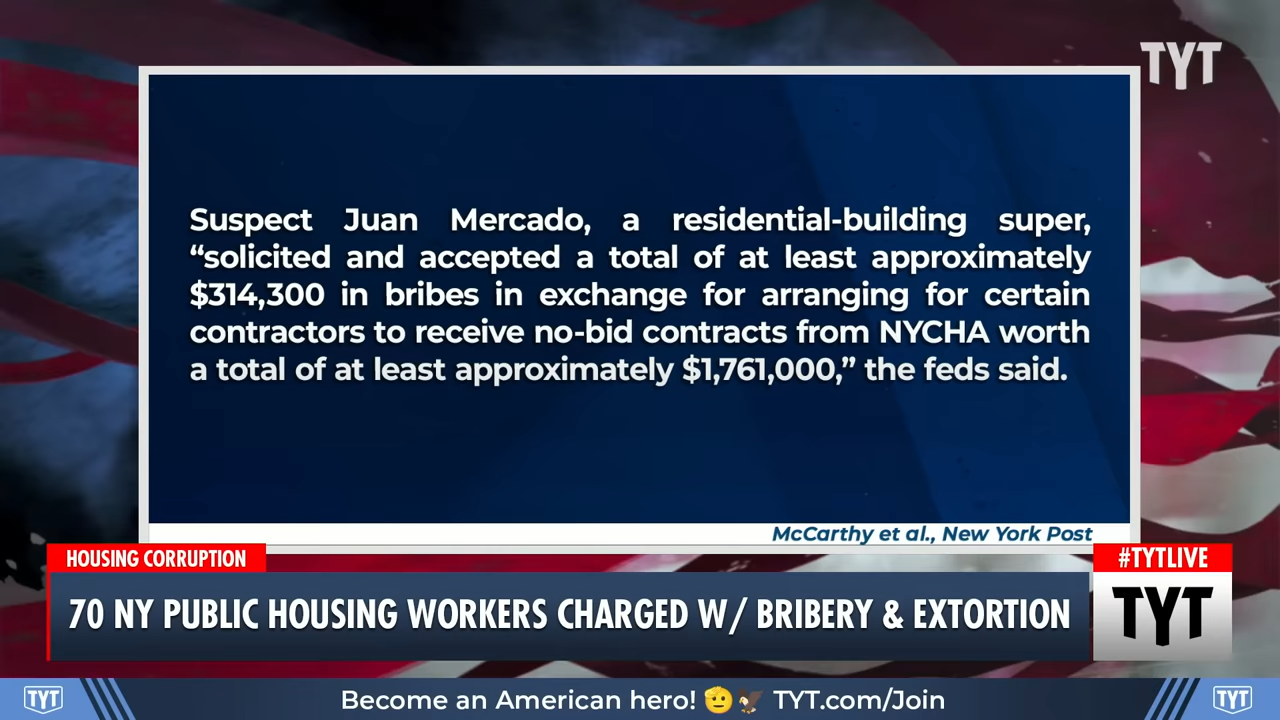 TYT
Suspect Juan Mercado, a residential-building super,
“solicited and accepted a total of at least approximately
$314,300 in bribes in exchange for arranging for certain
contractors to receive no-bid contracts from NYCHA worth
a total of at least approximately $1,761,000,” the feds said.
McCarthy et al., New York Post
HOUSING CORRUPTION
#TYTLIVE
70 NY PUBLIC HOUSING WORKERS CHARGED W/ BRIBERY & EXTORTION
TYT
TYT
Become an American hero! 🫡🦅 TYT.com/Join
TYT